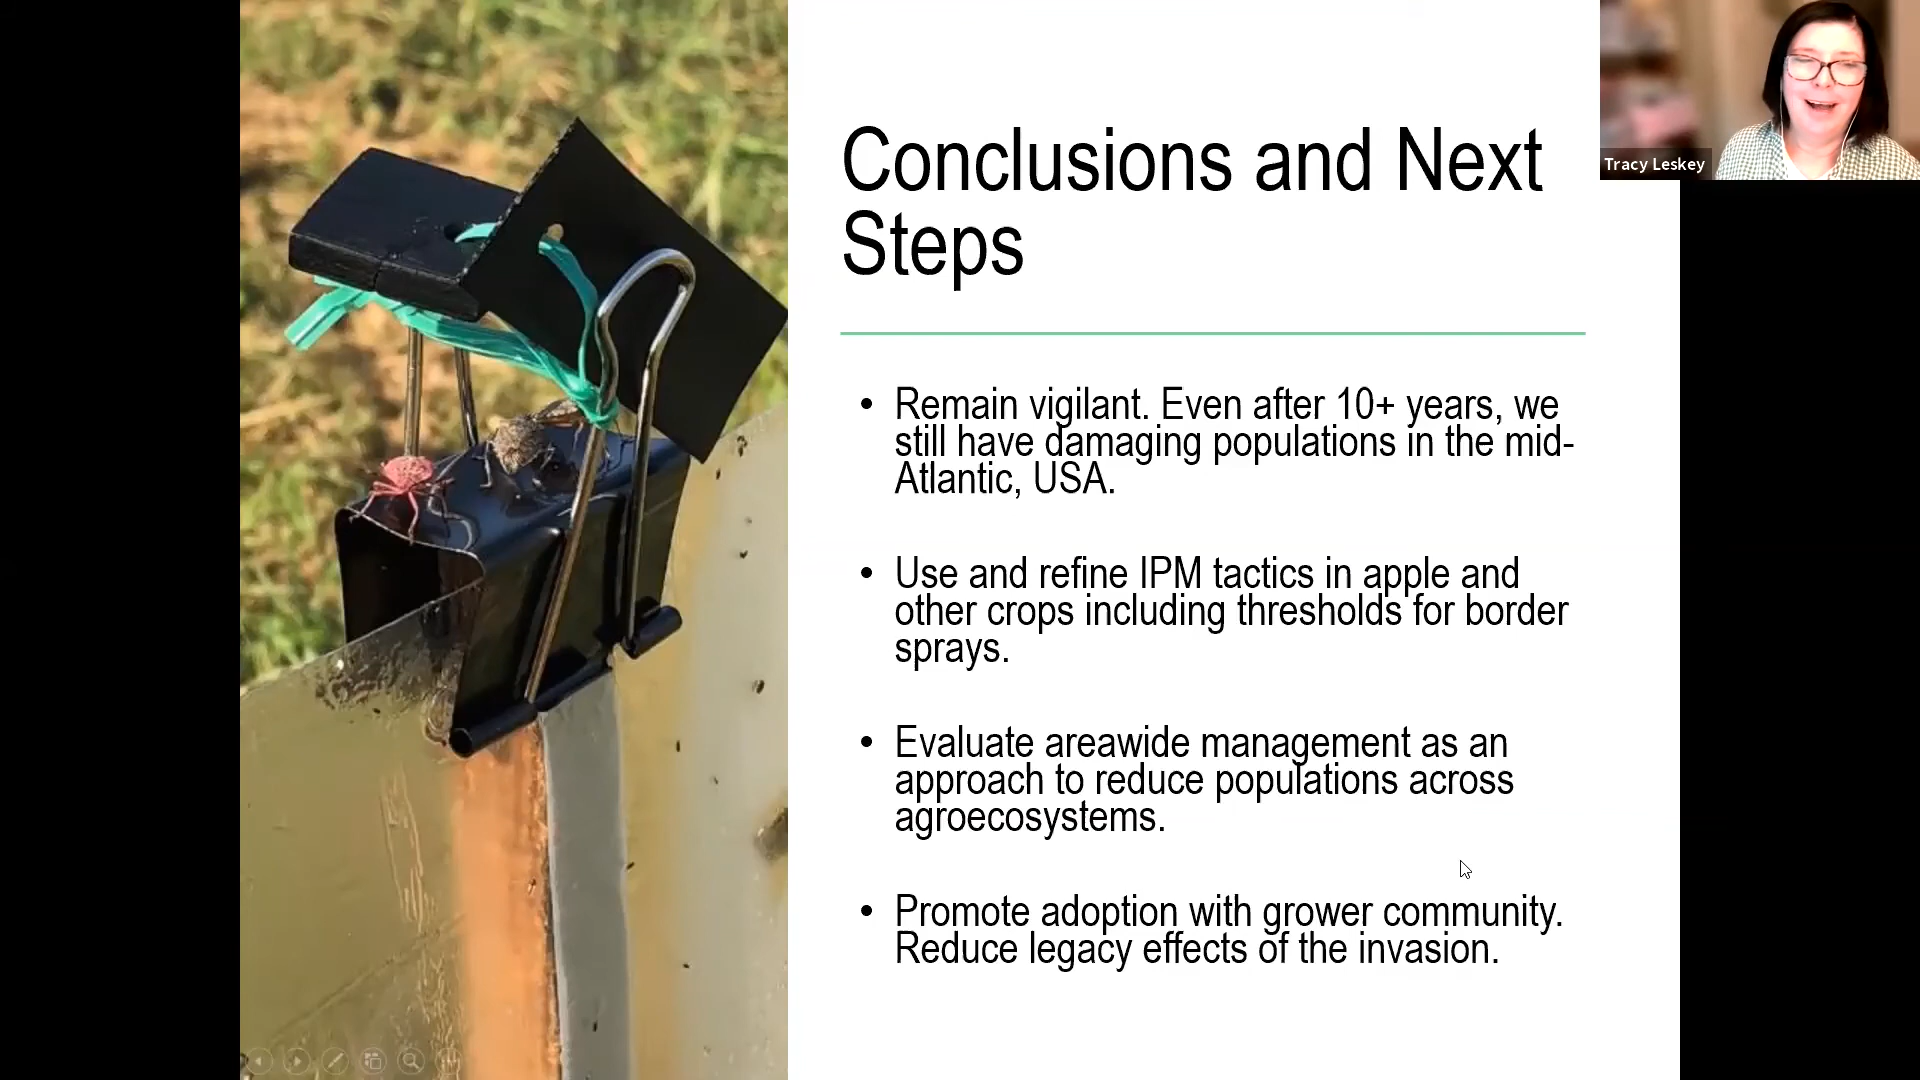 Conclusions and Next
Steps
Tracy Leskey
• Remain vigilant. Even after 10+ years, we
still have damaging populations in the mid-
Atlantic, USA.
• Use and refine IPM tactics in apple and
other crops including thresholds for border
sprays.
• Evaluate areawide management as an
approach to reduce populations across
agroecosystems.
• Promote adoption with grower community.
Reduce legacy effects of the invasion.